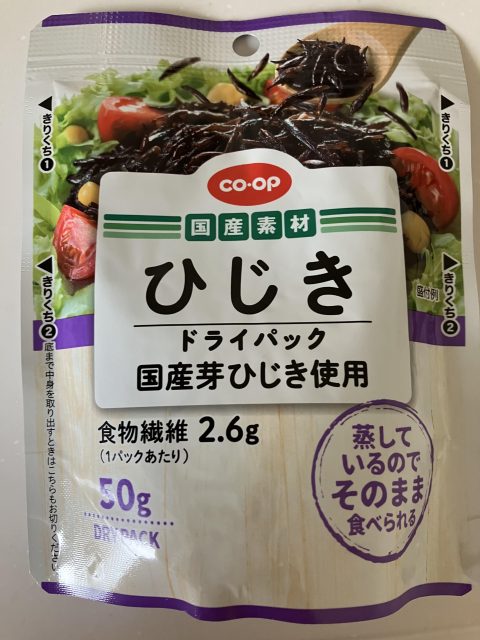 きりくち①
きりくち①
CO·OP
国産素材
ひじき
ドライパック
国産芽ひじき使用
盛付例
きりくち②
きりくち②
底まで中身を取り出すときはこちらもお切りください
食物繊維 2.6g
(1パックあたり)
50g
DRY PACK
蒸して
いるので
そのまま
食べられる